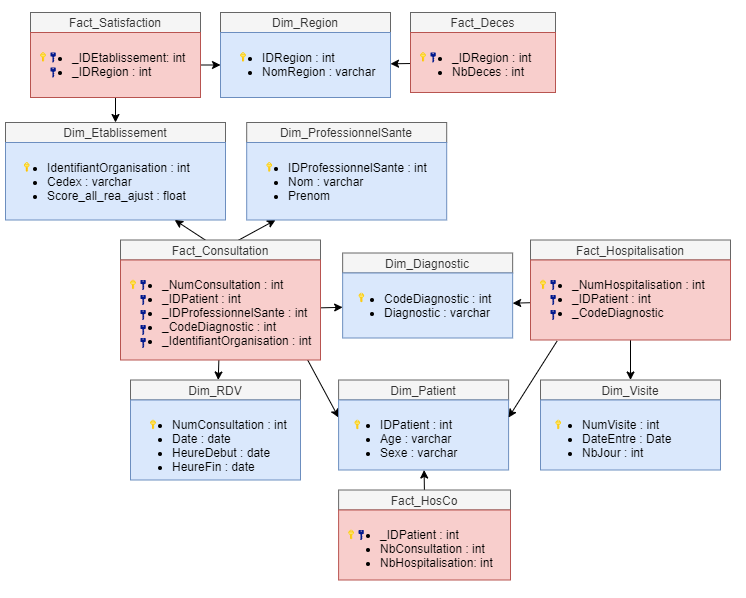 Fact_Satisfaction
_IDEtablissement: int
_IDRegion : int
Dim_Region
IDRegion : int
NomRegion : varchar
Fact_Deces
_IDRegion : int
NbDeces : int
Dim_Etablissement
IdentifiantOrganisation : int
Cedex : varchar
Score_all_rea_ajust : float
Dim_ProfessionnelSante
IDProfessionnelSante : int
Nom : varchar
Prenom
Fact_Consultation
_NumConsultation : int
_IDPatient : int
_IDProfessionnelSante : int
_CodeDiagnostic : int
_IdentifiantOrganisation : int
Dim_Diagnostic
CodeDiagnostic : int
Diagnostic : varchar
Fact_Hospitalisation
_NumHospitalisation : int
_IDPatient : int
_CodeDiagnostic
Dim_RDV
NumConsultation : int
Date : date
HeureDebut : date
HeureFin : date
Dim_Patient
IDPatient : int
Age : varchar
Sexe : varchar
Dim_Visite
NumVisite : int
DateEntre : Date
NbJour : int
Fact_HosCo
_IDPatient : int
NbConsultation : int
NbHospitalisation: int